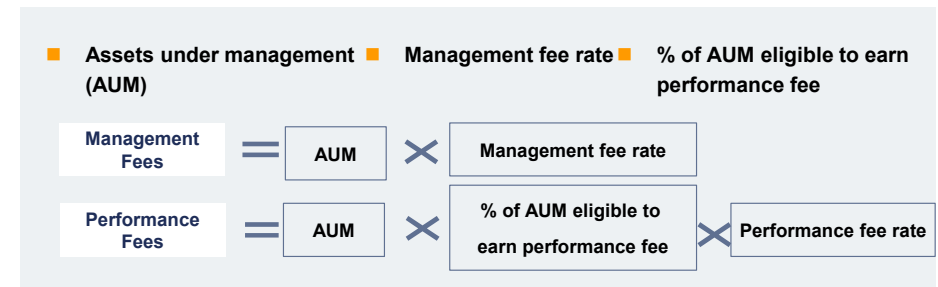 Assets under management
(AUM)
Management fee rate
% of AUM eligible to earn
performance fee
Management
Fees
AUM
Management fee rate
Performance
Fees
AUM
% of AUM eligible to
earn performance fee
Performance fee rate